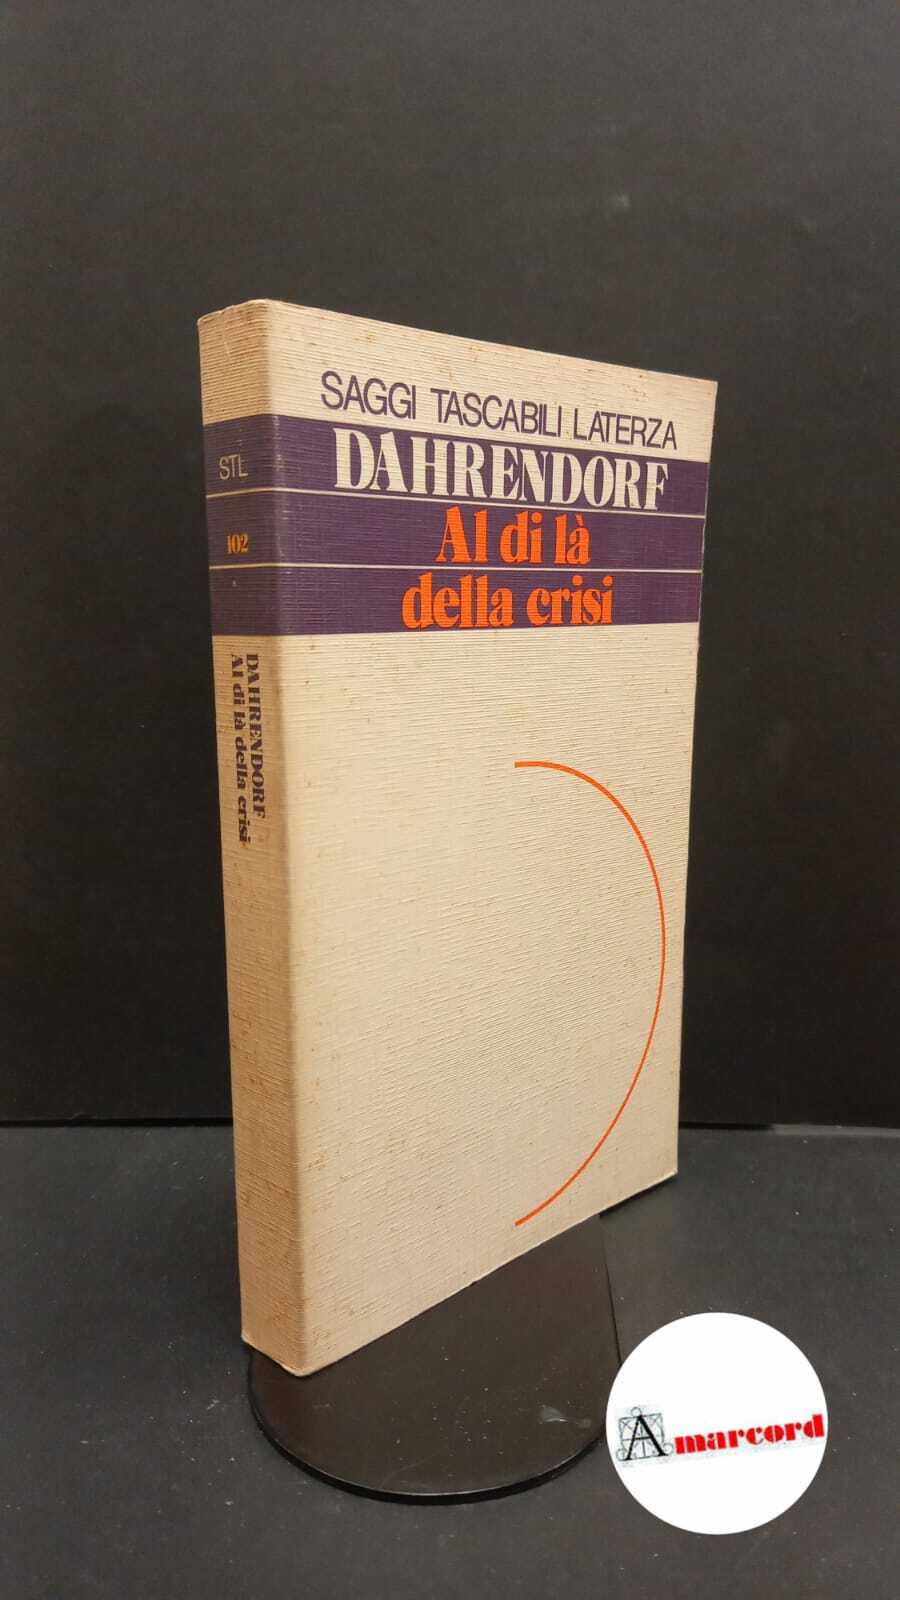 SAGGI TASCABILI LATERZA
DAHRENDORF
Al di là
della crisi
STL
102
DAHRENDORF
Al di là della crisi
Amarcord